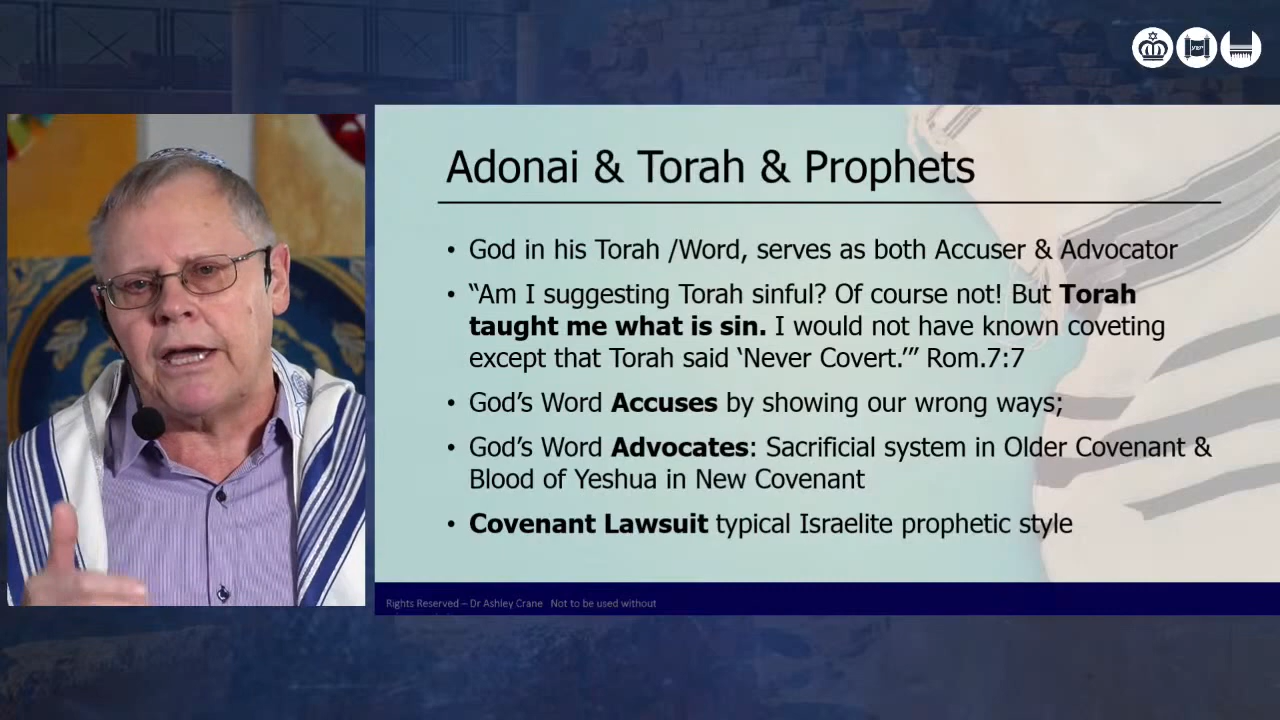 Adonai & Torah & Prophets
• God in his Torah /Word, serves as both Accuser & Advocator
• “Am I suggesting Torah sinful? Of course not! But Torah
taught me what is sin. I would not have known coveting
except that Torah said ‘Never Covert.’” Rom.7:7
• God’s Word Accuses by showing our wrong ways;
• God’s Word Advocates: Sacrificial system in Older Covenant &
Blood of Yeshua in New Covenant
• Covenant Lawsuit typical Israelite prophetic style
Rights Reserved – Dr Ashley Crane Not to be used without